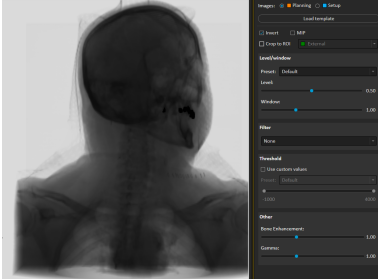 Images: Planning Setup
Load template
Invert MIP
Crop to ROI External
Level/window
Preset: Default
Level:
0.50
Window:
1.00
Filter
None
Threshold
Use custom values
Preset: Default
-1000 4000
Other
Bone Enhancement:
1.00
Gamma:
1.00